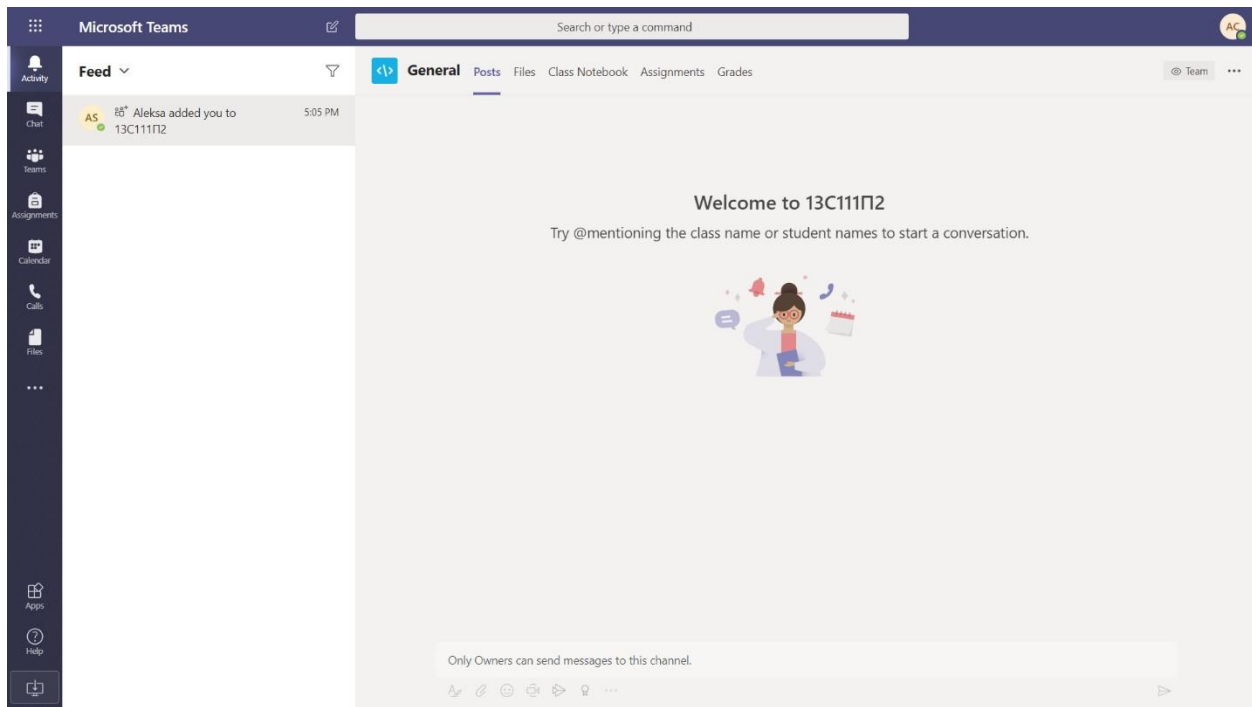 Microsoft Teams
Search or type a command
AC
Activity
Chat
Teams
Assignments
Calendar
Calls
Files
Apps
Help
Feed
AS Aleksa added you to 5:05 PM
13С111П2
General Posts Files Class Notebook Assignments Grades
Team
Welcome to 13С111П2
Try @mentioning the class name or student names to start a conversation.
Only Owners can send messages to this channel.